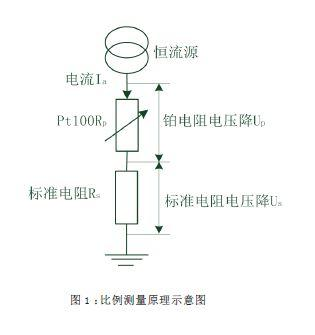 恒流源
电流Ia
Pt100Rp
铂电阻电压降Up
标准电阻Rs
标准电阻电压降Us
图 1：比例测量原理示意图